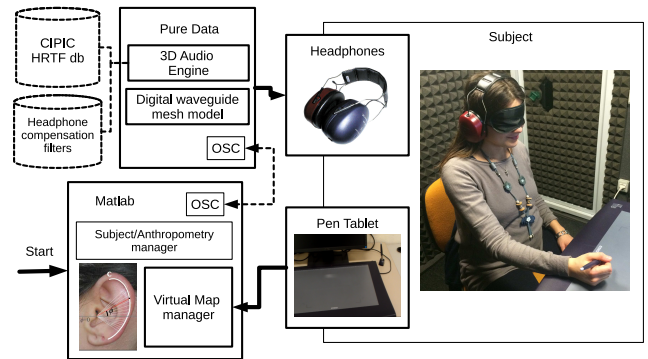 CIPIC
HRTF db
Headphone
compensation
filters
Pure Data
3D Audio
Engine
Digital waveguide
mesh model
OSC
Headphones
Subject
Matlab
OSC
Subject/Anthropometry
manager
Start
Virtual Map
manager
Pen Tablet